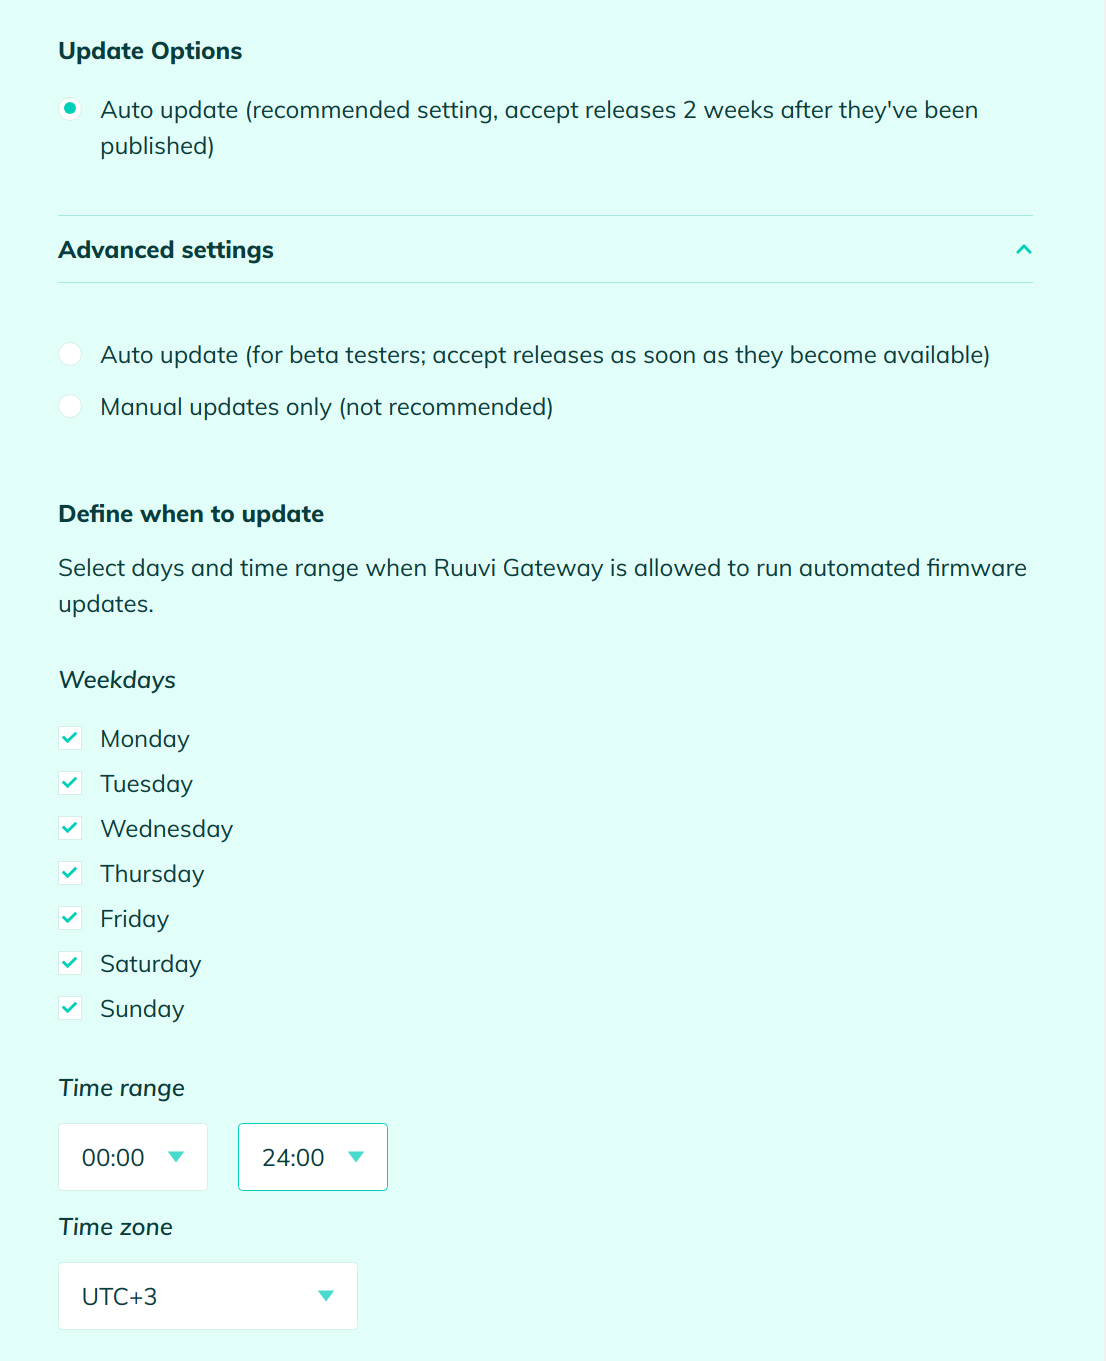 Update Options
Auto update (recommended setting, accept releases 2 weeks after they've been
published)
Advanced settings
Auto update (for beta testers; accept releases as soon as they become available)
Manual updates only (not recommended)
Define when to update
Select days and time range when Ruuvi Gateway is allowed to run automated firmware
updates.
Weekdays
Monday
Tuesday
Wednesday
Thursday
Friday
Saturday
Sunday
Time range
00:00 24:00
Time zone
UTC+3